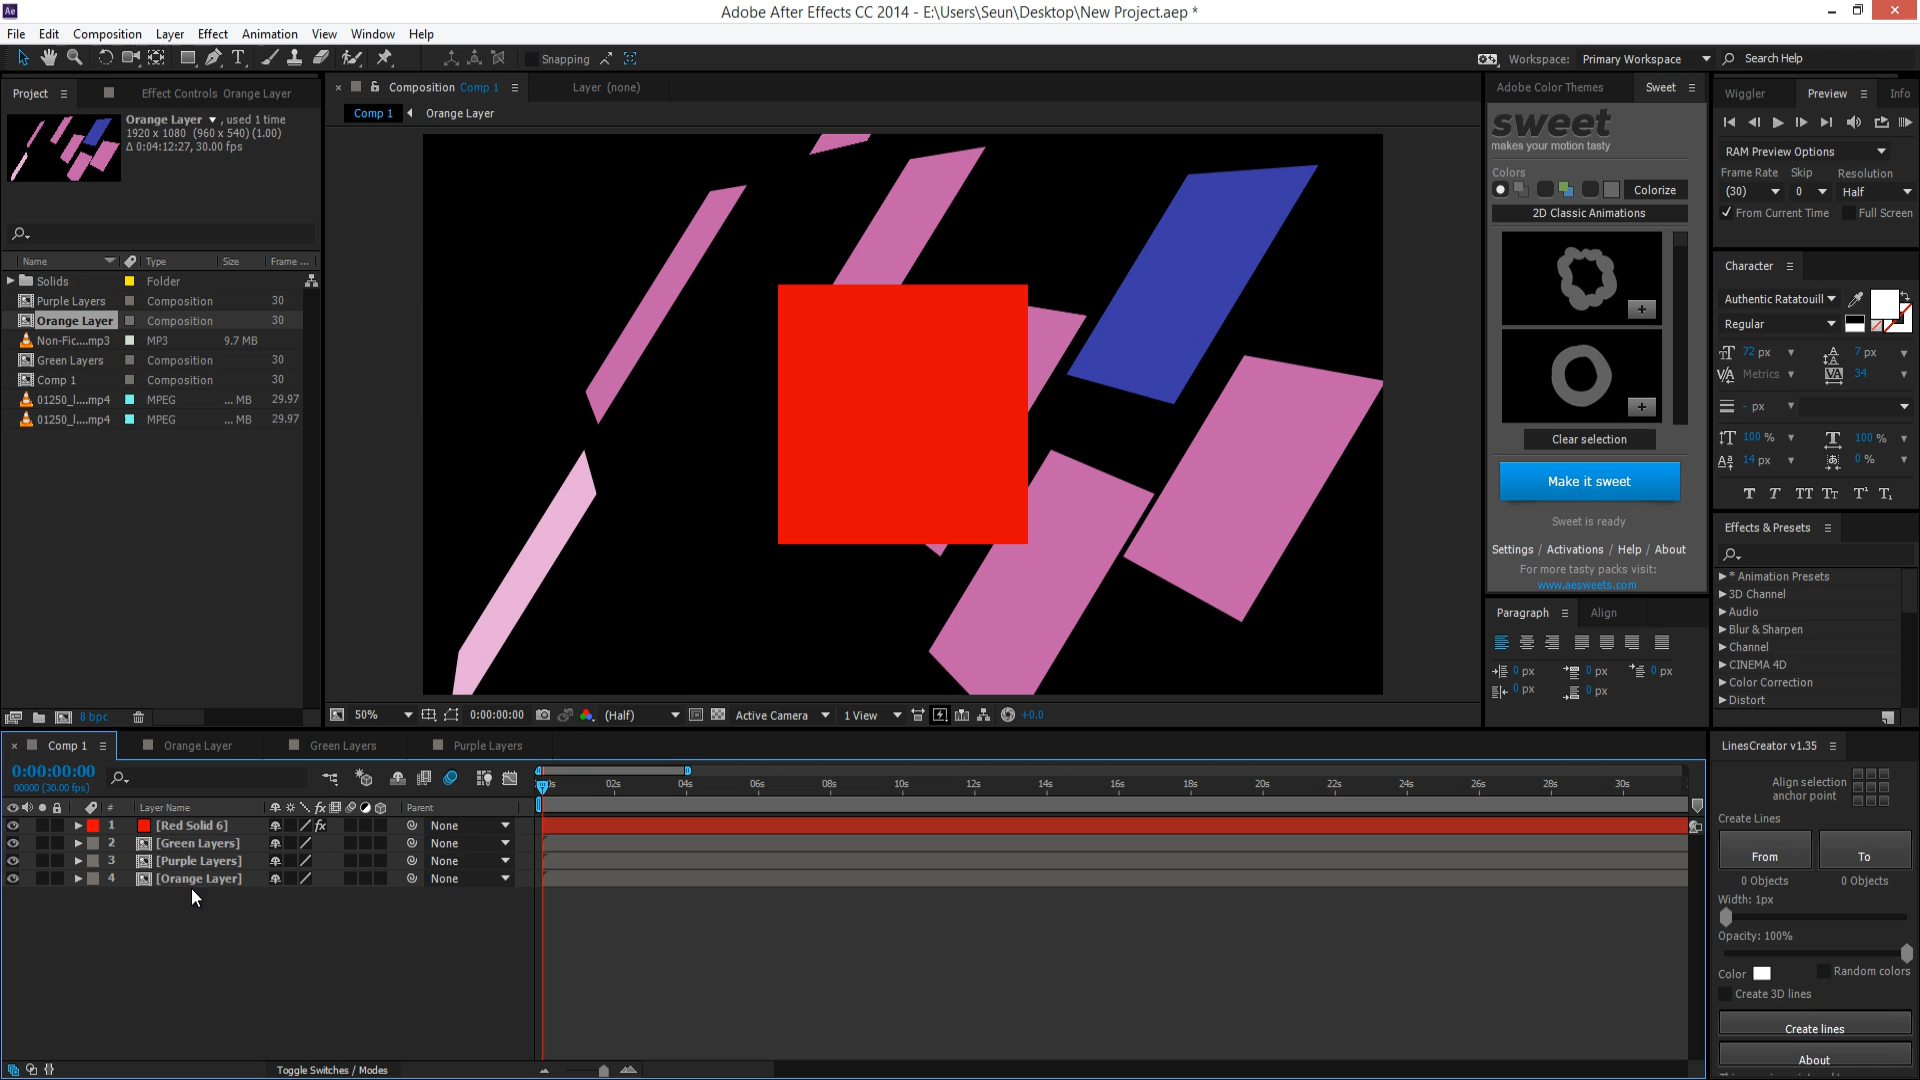 Ae
Adobe After Effects CC 2014 - E:\Users\Seun\Desktop\New Project.aep *
File Edit Composition Layer Effect Animation View Window Help
Snapping
Workspace: Primary Workspace
Search Help
Project
Effect Controls Orange Layer
Orange Layer , used 1 time
1920 x 1080 (960 x 540) (1.00)
Δ 0:04:12:27, 30.00 fps
Name Type Size Frame ...
Solids Folder
Purple Layers Composition 30
Orange Layer Composition 30
Non-Fic....mp3 MP3 9.7 MB
Green Layers Composition 30
Comp 1 Composition 30
01250_l....mp4 MPEG ... MB 29.97
01250_l....mp4 MPEG ... MB 29.97
8 bpc
Composition Comp 1
Layer (none)
Comp 1 Orange Layer
50% 0:00:00:00 (Half) Active Camera 1 View +0.0
Adobe Color Themes Sweet
sweet
makes your motion tasty
Colors
Colorize
2D Classic Animations
+
+
Clear selection
Make it sweet
Sweet is ready
Settings / Activations / Help / About
For more tasty packs visit:
www.aesweets.com
Paragraph Align
0 px 0 px 0 px
0 px 0 px
Wiggler Preview Info
RAM Preview Options
Frame Rate Skip Resolution
(30) 0 Half
From Current Time Full Screen
Character
Authentic Ratatouill
Regular
72 px 7 px
Metrics 34
- px
100 % 100 %
14 px 0 %
T T TT Tt T¹ T₁
Effects & Presets
* Animation Presets
3D Channel
Audio
Blur & Sharpen
Channel
CINEMA 4D
Color Correction
Distort
Comp 1 Orange Layer Green Layers Purple Layers
0:00:00:00
00000 (30.00 fps)
# Layer Name Parent
1 [Red Solid 6] None
2 [Green Layers] None
3 [Purple Layers] None
4 [Orange Layer] None
02s 04s 06s 08s 10s 12s 14s 16s 18s 20s 22s 24s 26s 28s 30s
Toggle Switches / Modes
LinesCreator v1.35
Align selection
anchor point
Create Lines
From To
0 Objects 0 Objects
Width: 1px
Opacity: 100%
Color Random colors
Create 3D lines
Create lines
About